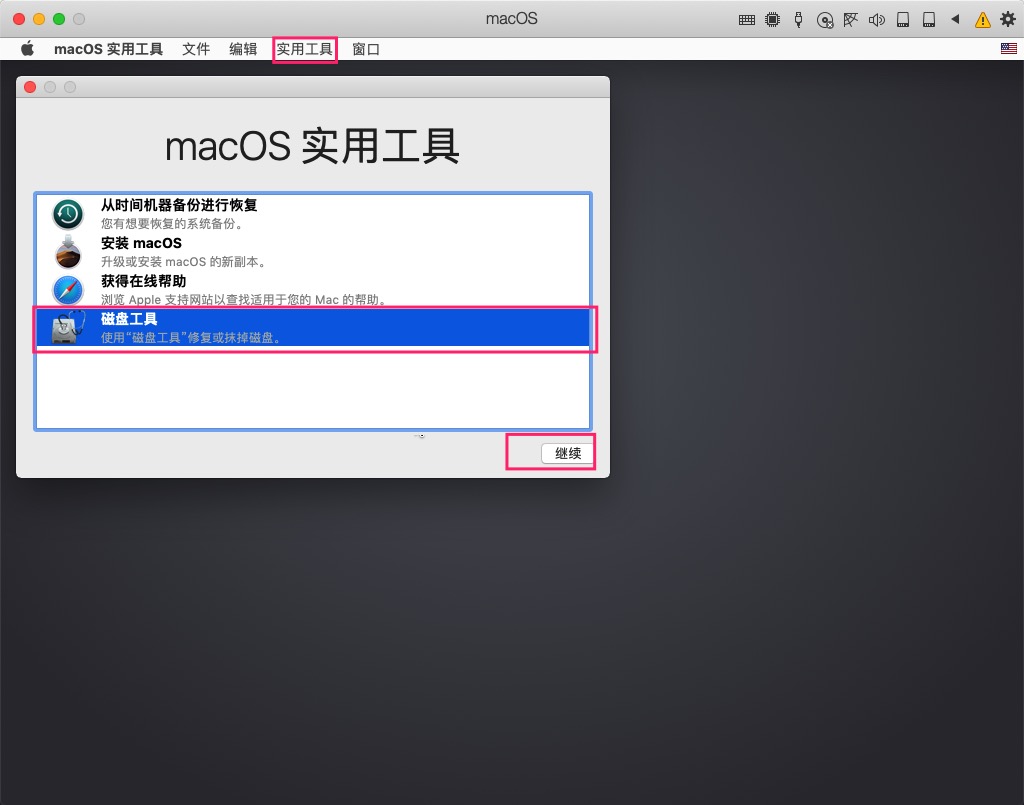 macOS
macOS 实用工具 文件 编辑 实用工具 窗口
macOS 实用工具
从时间机器备份进行恢复
您有想要恢复的系统备份。
安装 macOS
升级或安装 macOS 的新副本。
获得在线帮助
浏览 Apple 支持网站以查找适用于您的 Mac 的帮助。
磁盘工具
使用“磁盘工具”修复或抹掉磁盘。
继续